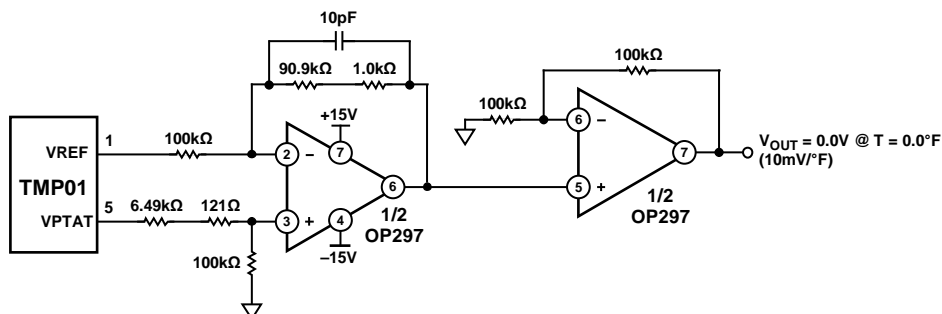 10pF
90.9kΩ 1.0kΩ
100kΩ
100kΩ
+15V
VREF 1
100kΩ
2 −
7
6 −
7
VOUT = 0.0V @ T = 0.0°F
(10mV/°F)
TMP01
6
5 +
VPTAT 5
6.49kΩ 121Ω
3 +
4
1/2
OP297
1/2
OP297
−15V
100kΩ